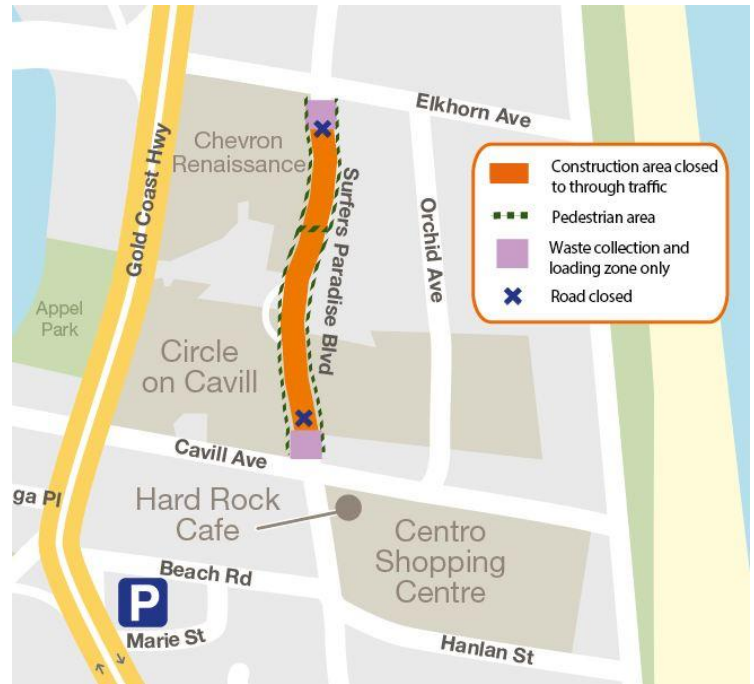 Elkhorn Ave
Chevron
Renaissance
Gold Coast Hwy
Surfers Paradise Blvd
Orchid Ave
Construction area closed
to through traffic
Pedestrian area
Waste collection and
loading zone only
Road closed
Appel
Park
Circle
on Cavill
Cavill Ave
ga Pl
Hard Rock
Cafe
Centro
Shopping
Centre
Beach Rd
P
Marie St
Hanlan St